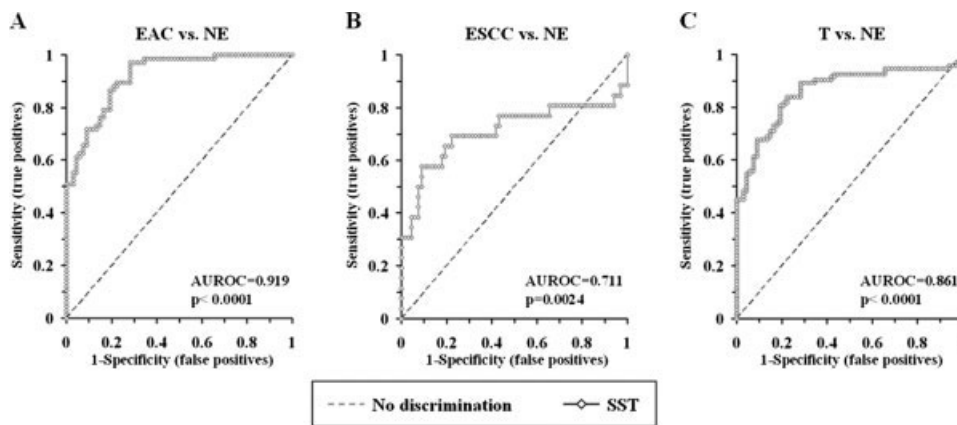 A
EAC vs. NE
1
0.8
0.6
0.4
0.2
0
Sensitivity (true positives)
AUROC=0.919
p< 0.0001
0 0.2 0.4 0.6 0.8 1
1-Specificity (false positives)
B
ESCC vs. NE
1
0.8
0.6
0.4
0.2
0
Sensitivity (true positives)
AUROC=0.711
p=0.0024
0 0.2 0.4 0.6 0.8 1
1-Specificity (false positives)
C
T vs. NE
1
0.8
0.6
0.4
0.2
0
Sensitivity (true positives)
AUROC=0.861
p< 0.0001
0 0.2 0.4 0.6 0.8
1-Specificity (false positives)
No discrimination
SST